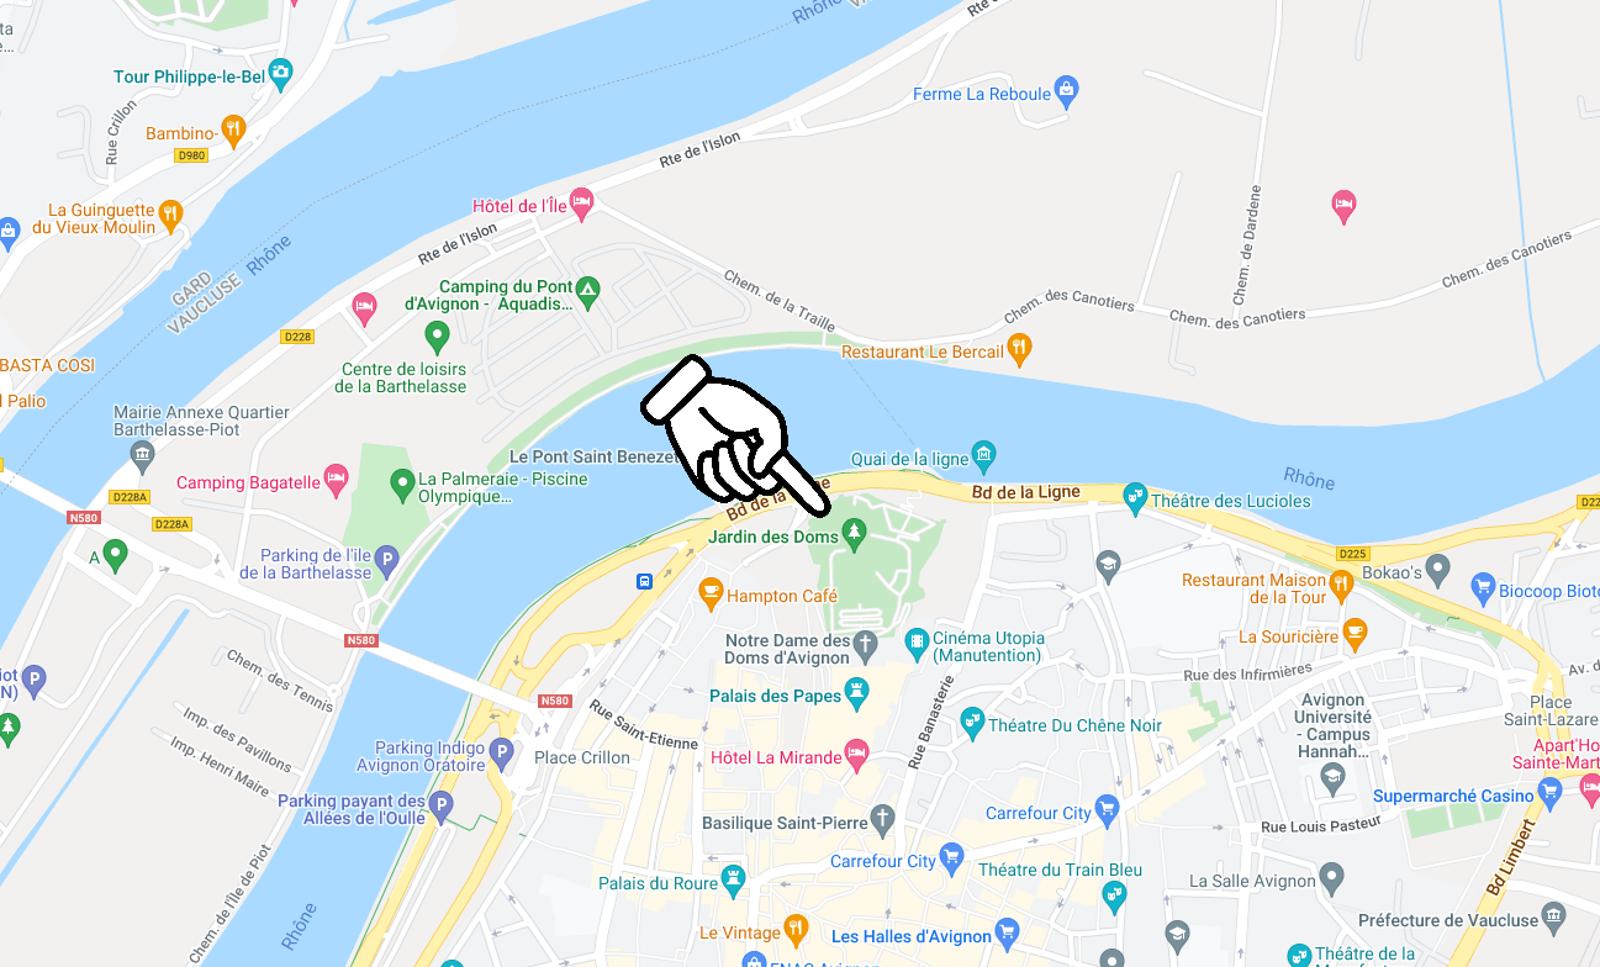 Rhône
Rte
Tour Philippe-le-Bel
Rue Crillon
Bambino-
D980
Ferme La Reboule
Rte de l'Islon
Hôtel de l'Île
La Guinguette
du Vieux Moulin
Rte de l'Islon
Rhône
GARD
VAUCLUSE
Chem. de Dardene
Chem. des Canotiers
Camping du Pont
d'Avignon - Aquadis...
Chem. de la Traille
Chem. des Canotiers
Chem. des Canotiers
D228
Restaurant Le Bercail
BASTA COSI
Centre de loisirs
de la Barthelasse
Palio
Mairie Annexe Quartier
Barthelasse-Piot
Le Pont Saint Benezet
Quai de la ligne
Camping Bagatelle
La Palmeraie - Piscine
Olympique...
Rhône
D228A
Bd de la Ligne
Bd de la
Théâtre des Lucioles
N580
D228A
Jardin des Doms
A
Parking de l'île
de la Barthelasse
D225
Bokao's
Restaurant Maison
de la Tour
Biocoop
Hampton Café
La Souricière
N580
Notre Dame des
Doms d'Avignon
Cinéma Utopia
(Manutention)
Chem. des Tennis
Rue des Infirmières
Av.
N580
Palais des Papes
Rue Banasterie
Avignon
Université
- Campus
Hannah...
Place
Saint-Lazare
Imp. des Pavillons
Imp. Henri Maire
Rue Saint-Etienne
Théatre Du Chêne Noir
Parking Indigo
Avignon Oratoire
Place Crillon
Hôtel La Mirande
Supermarché Casino
Parking payant des
Allées de l'Oulle
Basilique Saint-Pierre
Carrefour City
Rue Louis Pasteur
Carrefour City
Théatre du Train Bleu
Bd Limbert
Palais du Roure
La Salle Avignon
Chem. de l'Île de Piot
Rhône
Le Vintage
Les Halles d'Avignon
Préfecture de Vaucluse
Théâtre de la